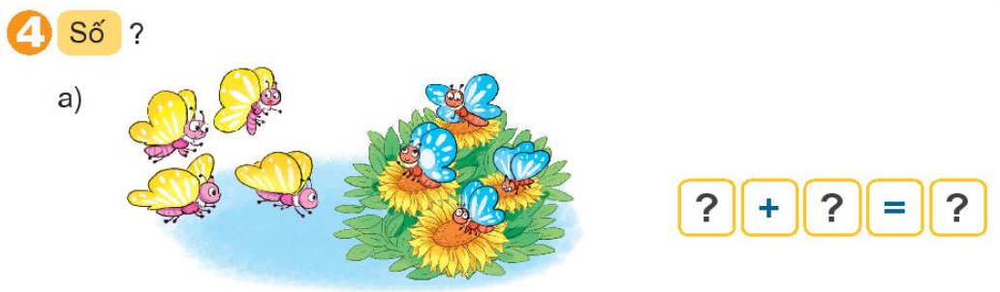 4 Số ?
a)
? + ? = ?